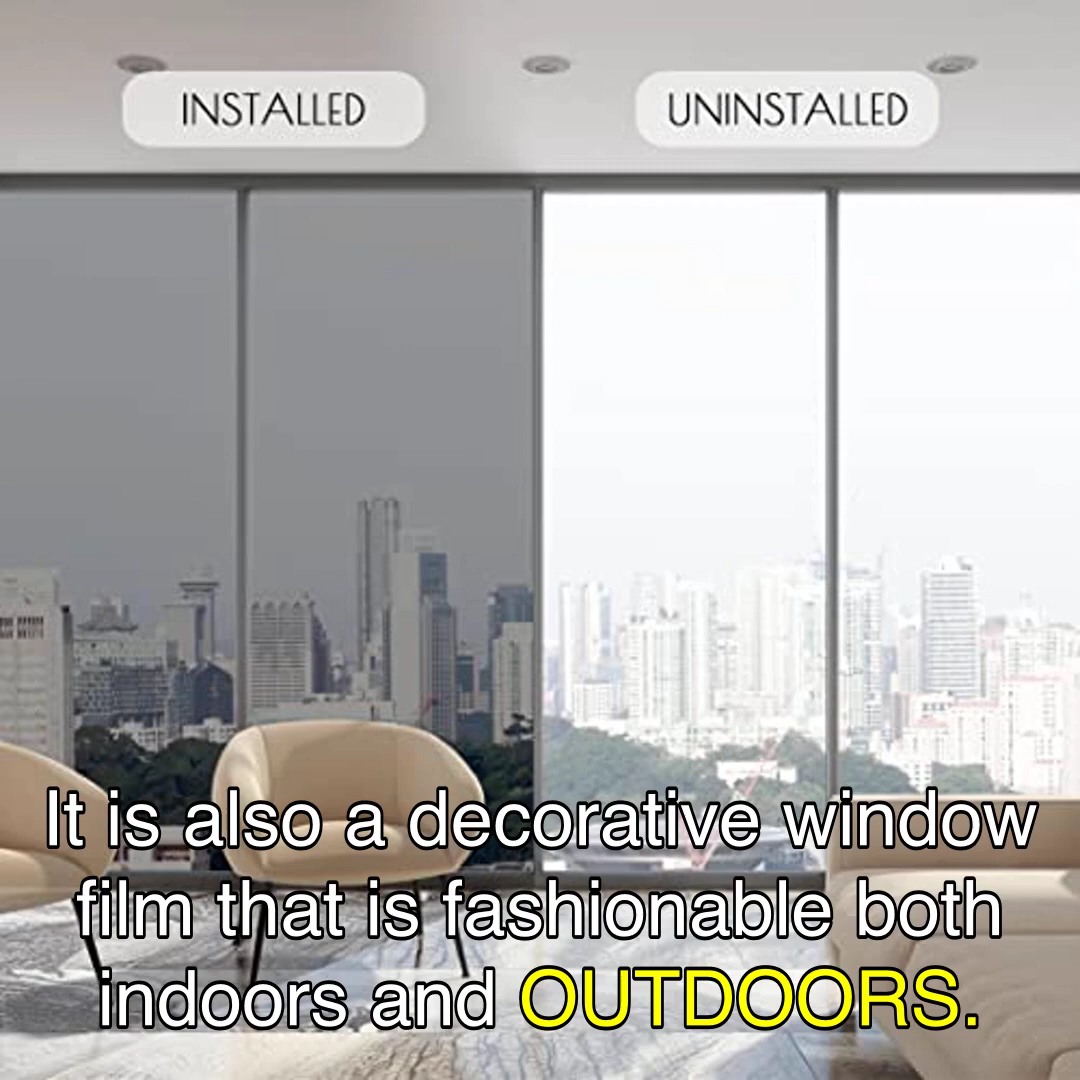 INSTALLED
UNINSTALLED
It is also a decorative window
film that is fashionable both
indoors and OUTDOORS.